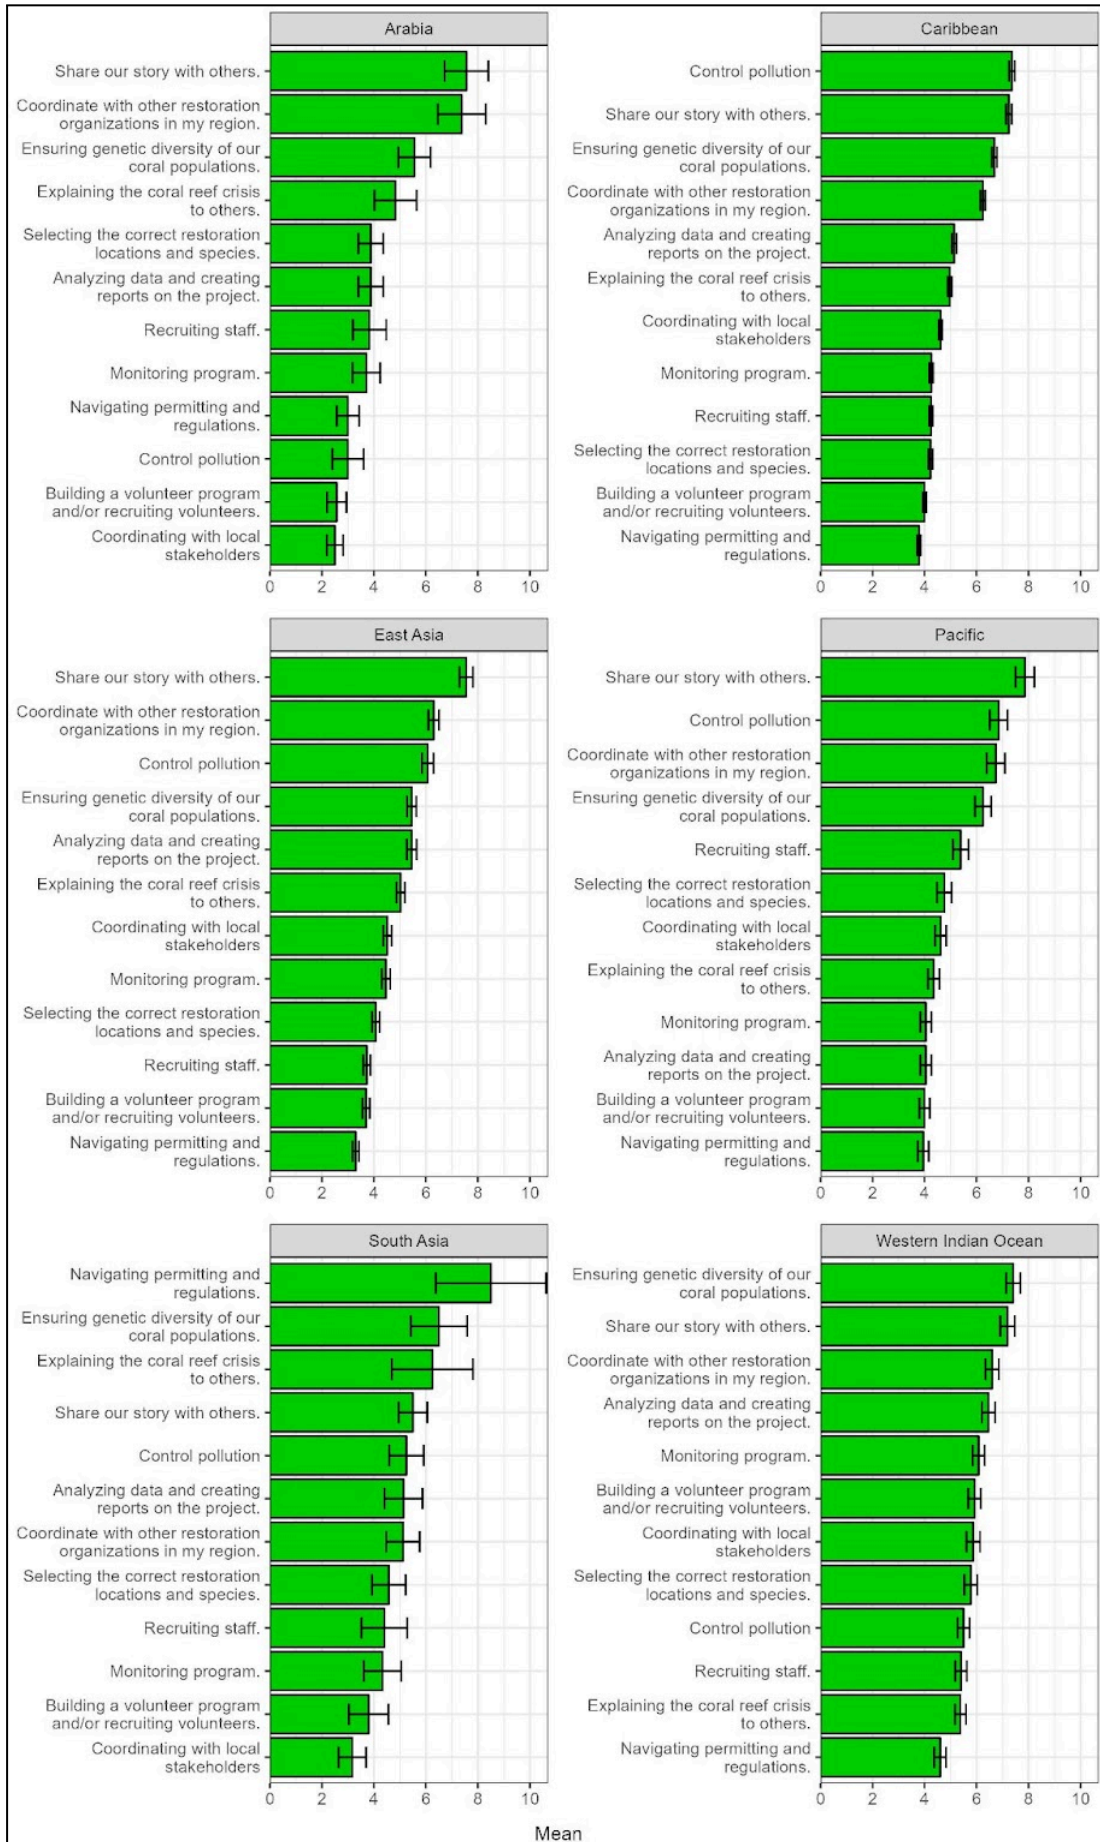 Arabia
Share our story with others.
Coordinate with other restoration
organizations in my region.
Ensuring genetic diversity of our
coral populations.
Explaining the coral reef crisis
to others.
Selecting the correct restoration
locations and species.
Analyzing data and creating
reports on the project.
Recruiting staff.
Monitoring program.
Navigating permitting and
regulations.
Control pollution
Building a volunteer program
and/or recruiting volunteers.
Coordinating with local
stakeholders
0 2 4 6 8 10
Caribbean
Control pollution
Share our story with others.
Ensuring genetic diversity of our
coral populations.
Coordinate with other restoration
organizations in my region.
Analyzing data and creating
reports on the project.
Explaining the coral reef crisis
to others.
Coordinating with local
stakeholders
Monitoring program.
Recruiting staff.
Selecting the correct restoration
locations and species.
Building a volunteer program
and/or recruiting volunteers.
Navigating permitting and
regulations.
0 2 4 6 8 10
East Asia
Share our story with others.
Coordinate with other restoration
organizations in my region.
Control pollution
Ensuring genetic diversity of our
coral populations.
Analyzing data and creating
reports on the project.
Explaining the coral reef crisis
to others.
Coordinating with local
stakeholders
Monitoring program.
Selecting the correct restoration
locations and species.
Recruiting staff.
Building a volunteer program
and/or recruiting volunteers.
Navigating permitting and
regulations.
0 2 4 6 8 10
Pacific
Share our story with others.
Control pollution
Coordinate with other restoration
organizations in my region.
Ensuring genetic diversity of our
coral populations.
Recruiting staff.
Selecting the correct restoration
locations and species.
Coordinating with local
stakeholders
Explaining the coral reef crisis
to others.
Monitoring program.
Analyzing data and creating
reports on the project.
Building a volunteer program
and/or recruiting volunteers.
Navigating permitting and
regulations.
0 2 4 6 8 10
South Asia
Navigating permitting and
regulations.
Ensuring genetic diversity of our
coral populations.
Explaining the coral reef crisis
to others.
Share our story with others.
Control pollution
Analyzing data and creating
reports on the project.
Coordinate with other restoration
organizations in my region.
Selecting the correct restoration
locations and species.
Recruiting staff.
Monitoring program.
Building a volunteer program
and/or recruiting volunteers.
Coordinating with local
stakeholders
0 2 4 6 8 10
Western Indian Ocean
Ensuring genetic diversity of our
coral populations.
Share our story with others.
Coordinate with other restoration
organizations in my region.
Analyzing data and creating
reports on the project.
Monitoring program.
Building a volunteer program
and/or recruiting volunteers.
Coordinating with local
stakeholders
Selecting the correct restoration
locations and species.
Control pollution
Recruiting staff.
Explaining the coral reef crisis
to others.
Navigating permitting and
regulations.
0 2 4 6 8 10
Mean